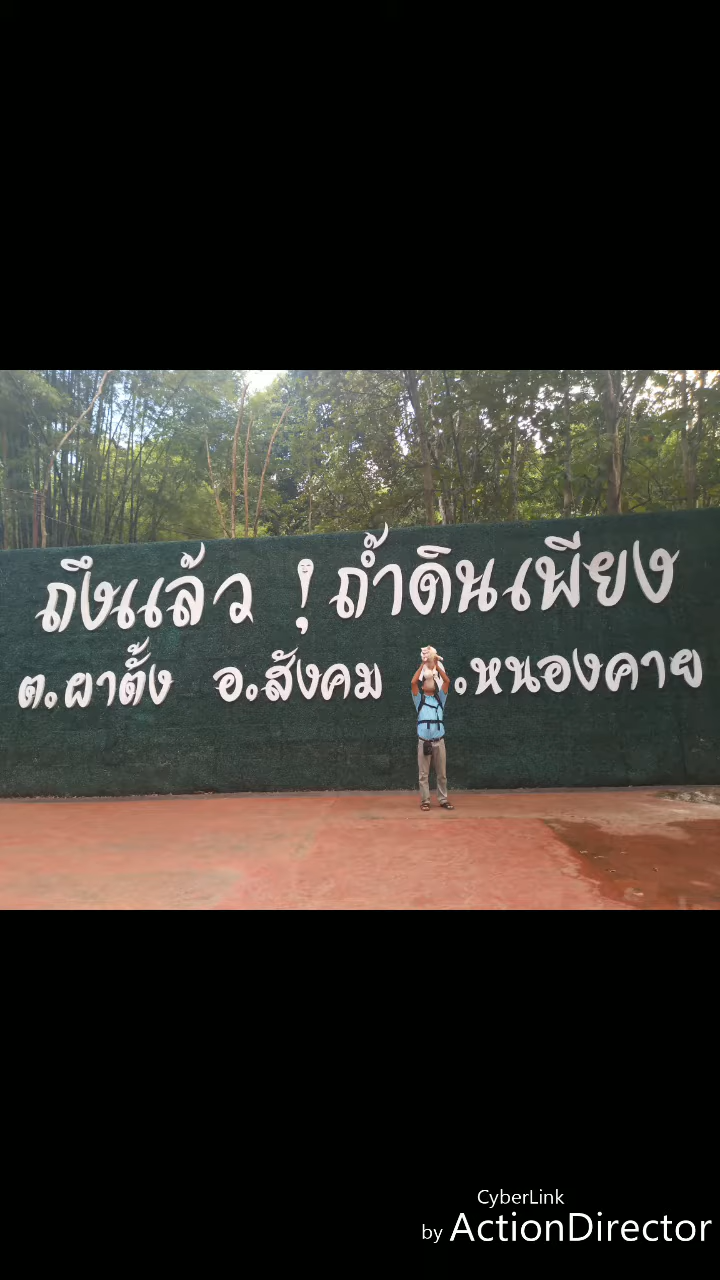 ถึงแล้ว ! ถ้ำดินเพียง
ต.ผาตั้ง อ.สังคม .หนองคาย
CyberLink
by ActionDirector